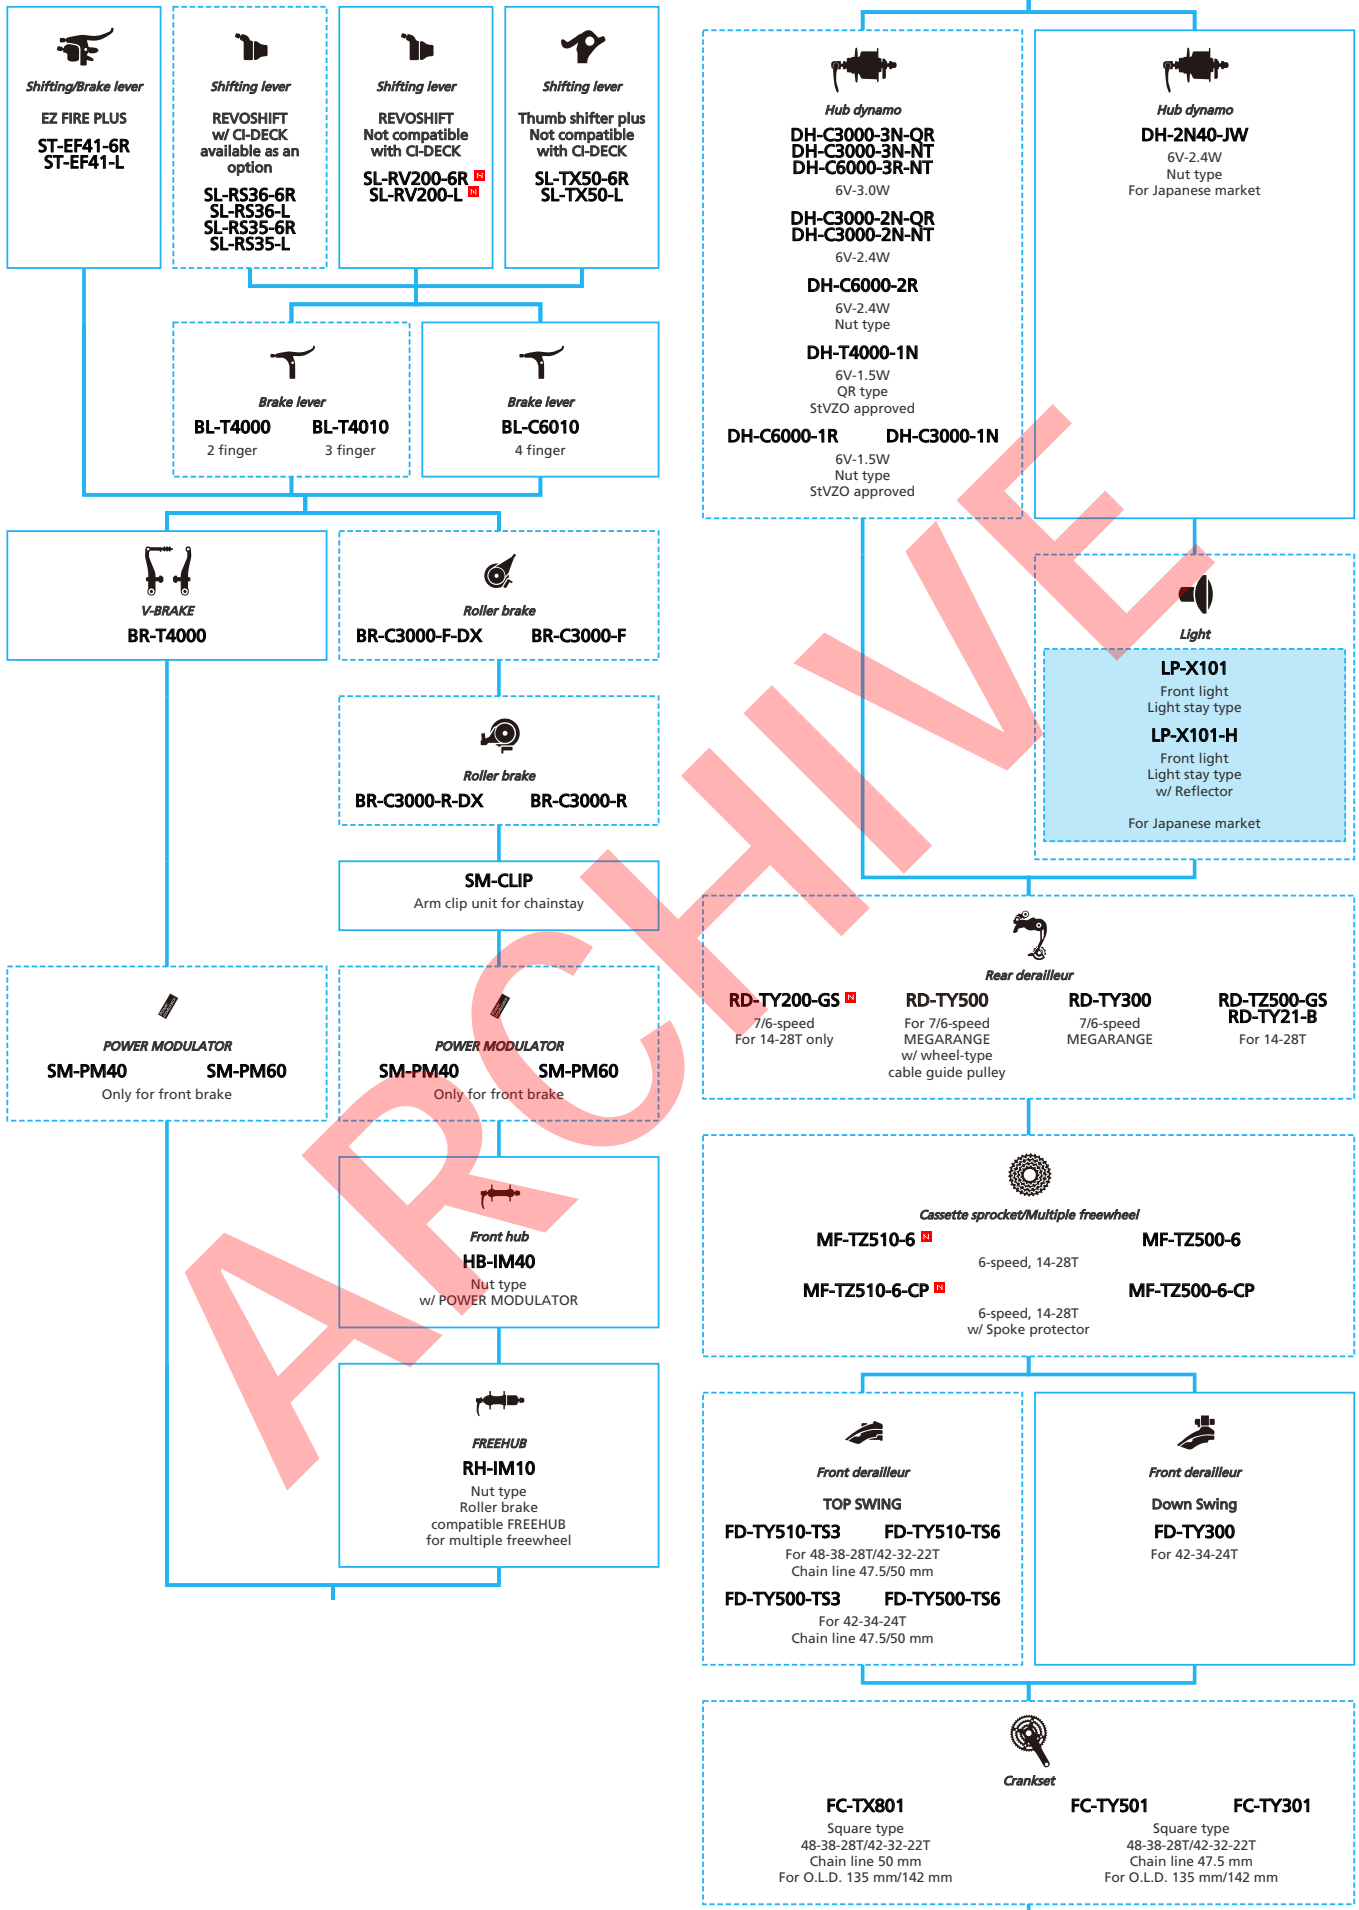 Shifting/Brake lever
EZ FIRE PLUS
ST-EF41-6R
ST-EF41-L
Shifting lever
REVOSHIFT
w/ CI-DECK
available as an
option
SL-RS36-6R
SL-RS36-L
SL-RS35-6R
SL-RS35-L
Shifting lever
REVOSHIFT
Not compatible
with CI-DECK
SL-RV200-6R N
SL-RV200-L N
Shifting lever
Thumb shifter plus
Not compatible
with CI-DECK
SL-TX50-6R
SL-TX50-L
Brake lever
BL-T4000 BL-T4010
2 finger 3 finger
Brake lever
BL-C6010
4 finger
V-BRAKE
BR-T4000
Roller brake
BR-C3000-F-DX BR-C3000-F
Roller brake
BR-C3000-R-DX BR-C3000-R
SM-CLIP
Arm clip unit for chainstay
POWER MODULATOR
SM-PM40 SM-PM60
Only for front brake
POWER MODULATOR
SM-PM40 SM-PM60
Only for front brake
Front hub
HB-IM40
Nut type
w/ POWER MODULATOR
FREEHUB
RH-IM10
Nut type
Roller brake
compatible FREEHUB
for multiple freewheel
Hub dynamo
DH-C3000-3N-QR
DH-C3000-3N-NT
DH-C6000-3R-NT
6V-3.0W
DH-C3000-2N-QR
DH-C3000-2N-NT
6V-2.4W
DH-C6000-2R
6V-2.4W
Nut type
DH-T4000-1N
6V-1.5W
QR type
StVZO approved
DH-C6000-1R DH-C3000-1N
6V-1.5W
Nut type
StVZO approved
Hub dynamo
DH-2N40-JW
6V-2.4W
Nut type
For Japanese market
Light
LP-X101
Front light
Light stay type
LP-X101-H
Front light
Light stay type
w/ Reflector
For Japanese market
Rear derailleur
RD-TY200-GS N
7/6-speed
For 14-28T only
RD-TY500
For 7/6-speed
MEGARANGE
w/ wheel-type
cable guide pulley
RD-TY300
7/6-speed
MEGARANGE
RD-TZ500-GS
RD-TY21-B
For 14-28T
Cassette sprocket/Multiple freewheel
MF-TZ510-6 N MF-TZ500-6
6-speed, 14-28T
MF-TZ510-6-CP N MF-TZ500-6-CP
6-speed, 14-28T
w/ Spoke protector
Front derailleur
TOP SWING
FD-TY510-TS3 FD-TY510-TS6
For 48-38-28T/42-32-22T
Chain line 47.5/50 mm
FD-TY500-TS3 FD-TY500-TS6
For 42-34-24T
Chain line 47.5/50 mm
Front derailleur
Down Swing
FD-TY300
For 42-34-24T
Crankset
FC-TX801
Square type
48-38-28T/42-32-22T
Chain line 50 mm
For O.L.D. 135 mm/142 mm
FC-TY501 FC-TY301
Square type
48-38-28T/42-32-22T
Chain line 47.5 mm
For O.L.D. 135 mm/142 mm
ARCHIVE